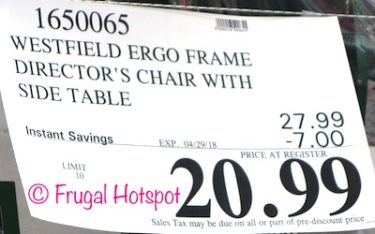 1650065
WESTFIELD ERGO FRAME
DIRECTOR'S CHAIR WITH
SIDE TABLE
27.99
Instant Savings EXP. 04/29/18 -7.00
PRICE AT REGISTER
LIMIT
10
20.99
© Frugal Hotspot
Sales Tax may be due on all or part of pre-discount price